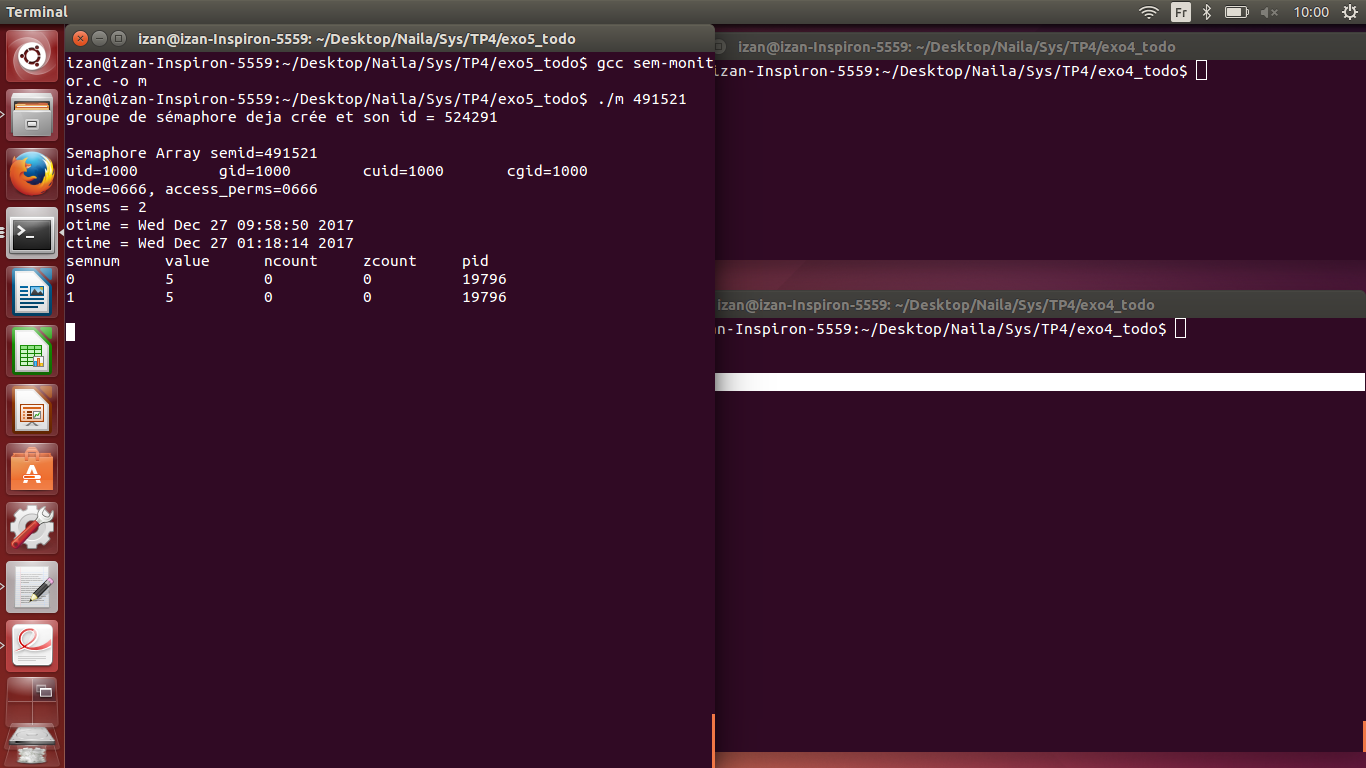 Terminal
Fr
10:00
izan@izan-Inspiron-5559: ~/Desktop/Naila/Sys/TP4/exo5_todo
izan@izan-Inspiron-5559:~/Desktop/Naila/Sys/TP4/exo5_todo$ gcc sem-monit
or.c -o m
izan@izan-Inspiron-5559:~/Desktop/Naila/Sys/TP4/exo5_todo$ ./m 491521
groupe de sémaphore deja crée et son id = 524291
Semaphore Array semid=491521
uid=1000 gid=1000 cuid=1000 cgid=1000
mode=0666, access_perms=0666
nsems = 2
otime = Wed Dec 27 09:58:50 2017
ctime = Wed Dec 27 01:18:14 2017
semnum value ncount zcount pid
0 5 0 0 19796
1 5 0 0 19796
izan@izan-Inspiron-5559: ~/Desktop/Naila/Sys/TP4/exo4_todo
izan@izan-Inspiron-5559:~/Desktop/Naila/Sys/TP4/exo4_todo$
izan@izan-Inspiron-5559: ~/Desktop/Naila/Sys/TP4/exo4_todo
n-Inspiron-5559:~/Desktop/Naila/Sys/TP4/exo4_todo$